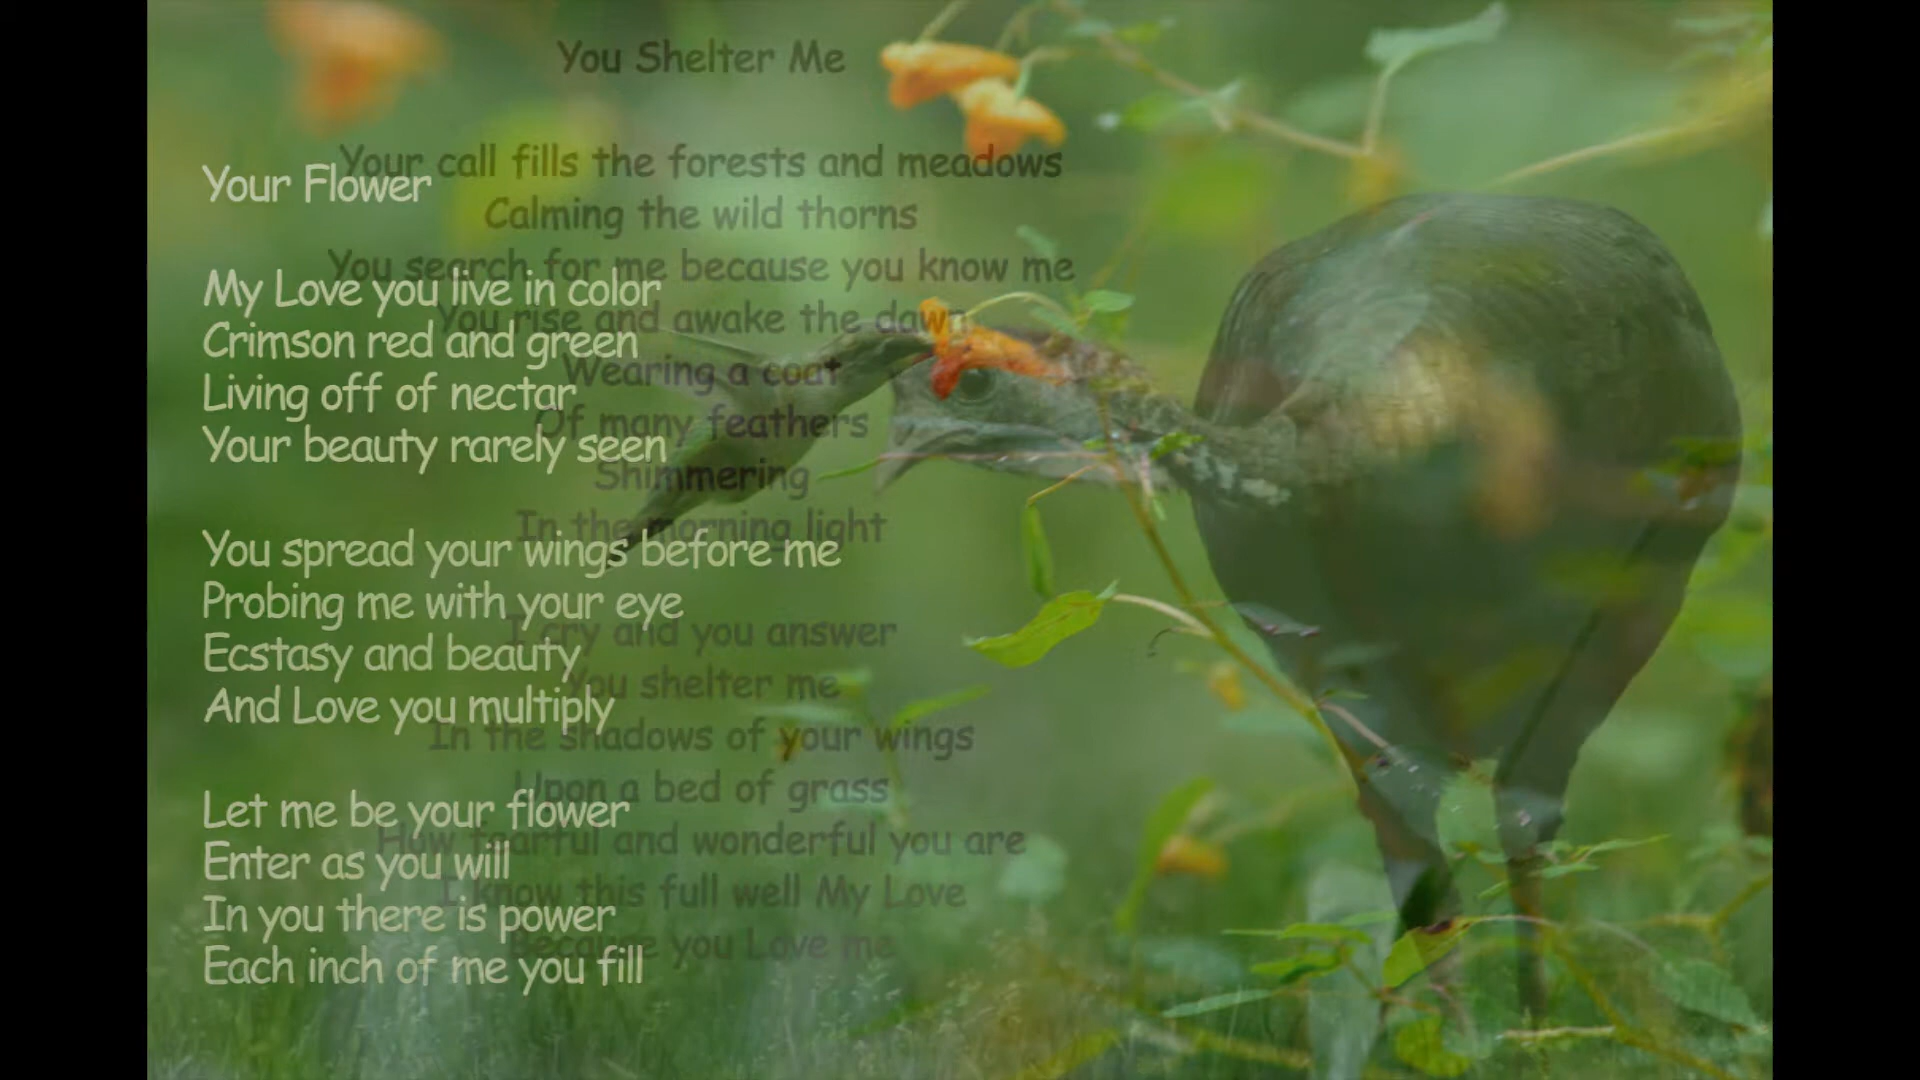 You Shelter Me
Your call fills the forests and meadows
Calming the wild thorns
You search for me because you know me
You rise and awake the dawn
Wearing a coat
Of many feathers
Shimmering
In the morning light
I cry and you answer
You shelter me
In the shadows of your wings
Upon a bed of grass
How fearful and wonderful you are
I know this full well My Love
Because you Love me
Your Flower
My Love you live in color
Crimson red and green
Living off of nectar
Your beauty rarely seen
You spread your wings before me
Probing me with your eye
Ecstasy and beauty
And Love you multiply
Let me be your flower
Enter as you will
In you there is power
Each inch of me you fill